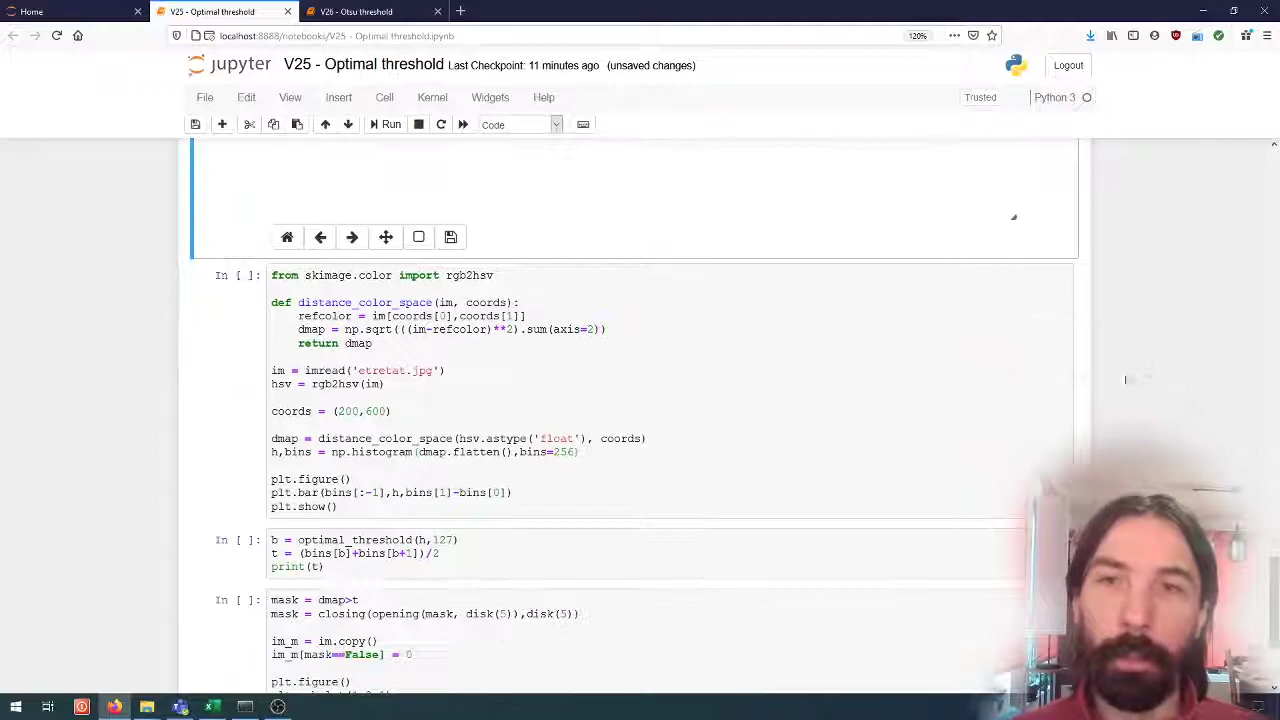 Home
V25 - Optimal threshold
V26 - Otsu threshold
localhost:8888/notebooks/V25 - Optimal threshold.ipynb
120%
jupyter V25 - Optimal threshold Last Checkpoint: 11 minutes ago (unsaved changes)
Logout
File Edit View Insert Cell Kernel Widgets Help
Trusted
Python 3
Run
Code
In [ ]:
from skimage.color import rgb2hsv
def distance_color_space(im, coords):
refcolor = im[coords[0],coords[1]]
dmap = np.sqrt(((im-refcolor)**2).sum(axis=2))
return dmap
im = imread('etretat.jpg')
hsv = rgb2hsv(im)
coords = (200,600)
dmap = distance_color_space(hsv.astype('float'), coords)
h,bins = np.histogram(dmap.flatten(),bins=256)
plt.figure()
plt.bar(bins[:-1],h,bins[1]-bins[0])
plt.show()
In [ ]:
b = optimal_threshold(h,127)
t = (bins[b]+bins[b+1])/2
print(t)
In [ ]:
mask = dmap>t
mask = closing(opening(mask, disk(5)),disk(5))
im_m = im.copy()
im_m[mask==False] = 0
plt.figure()